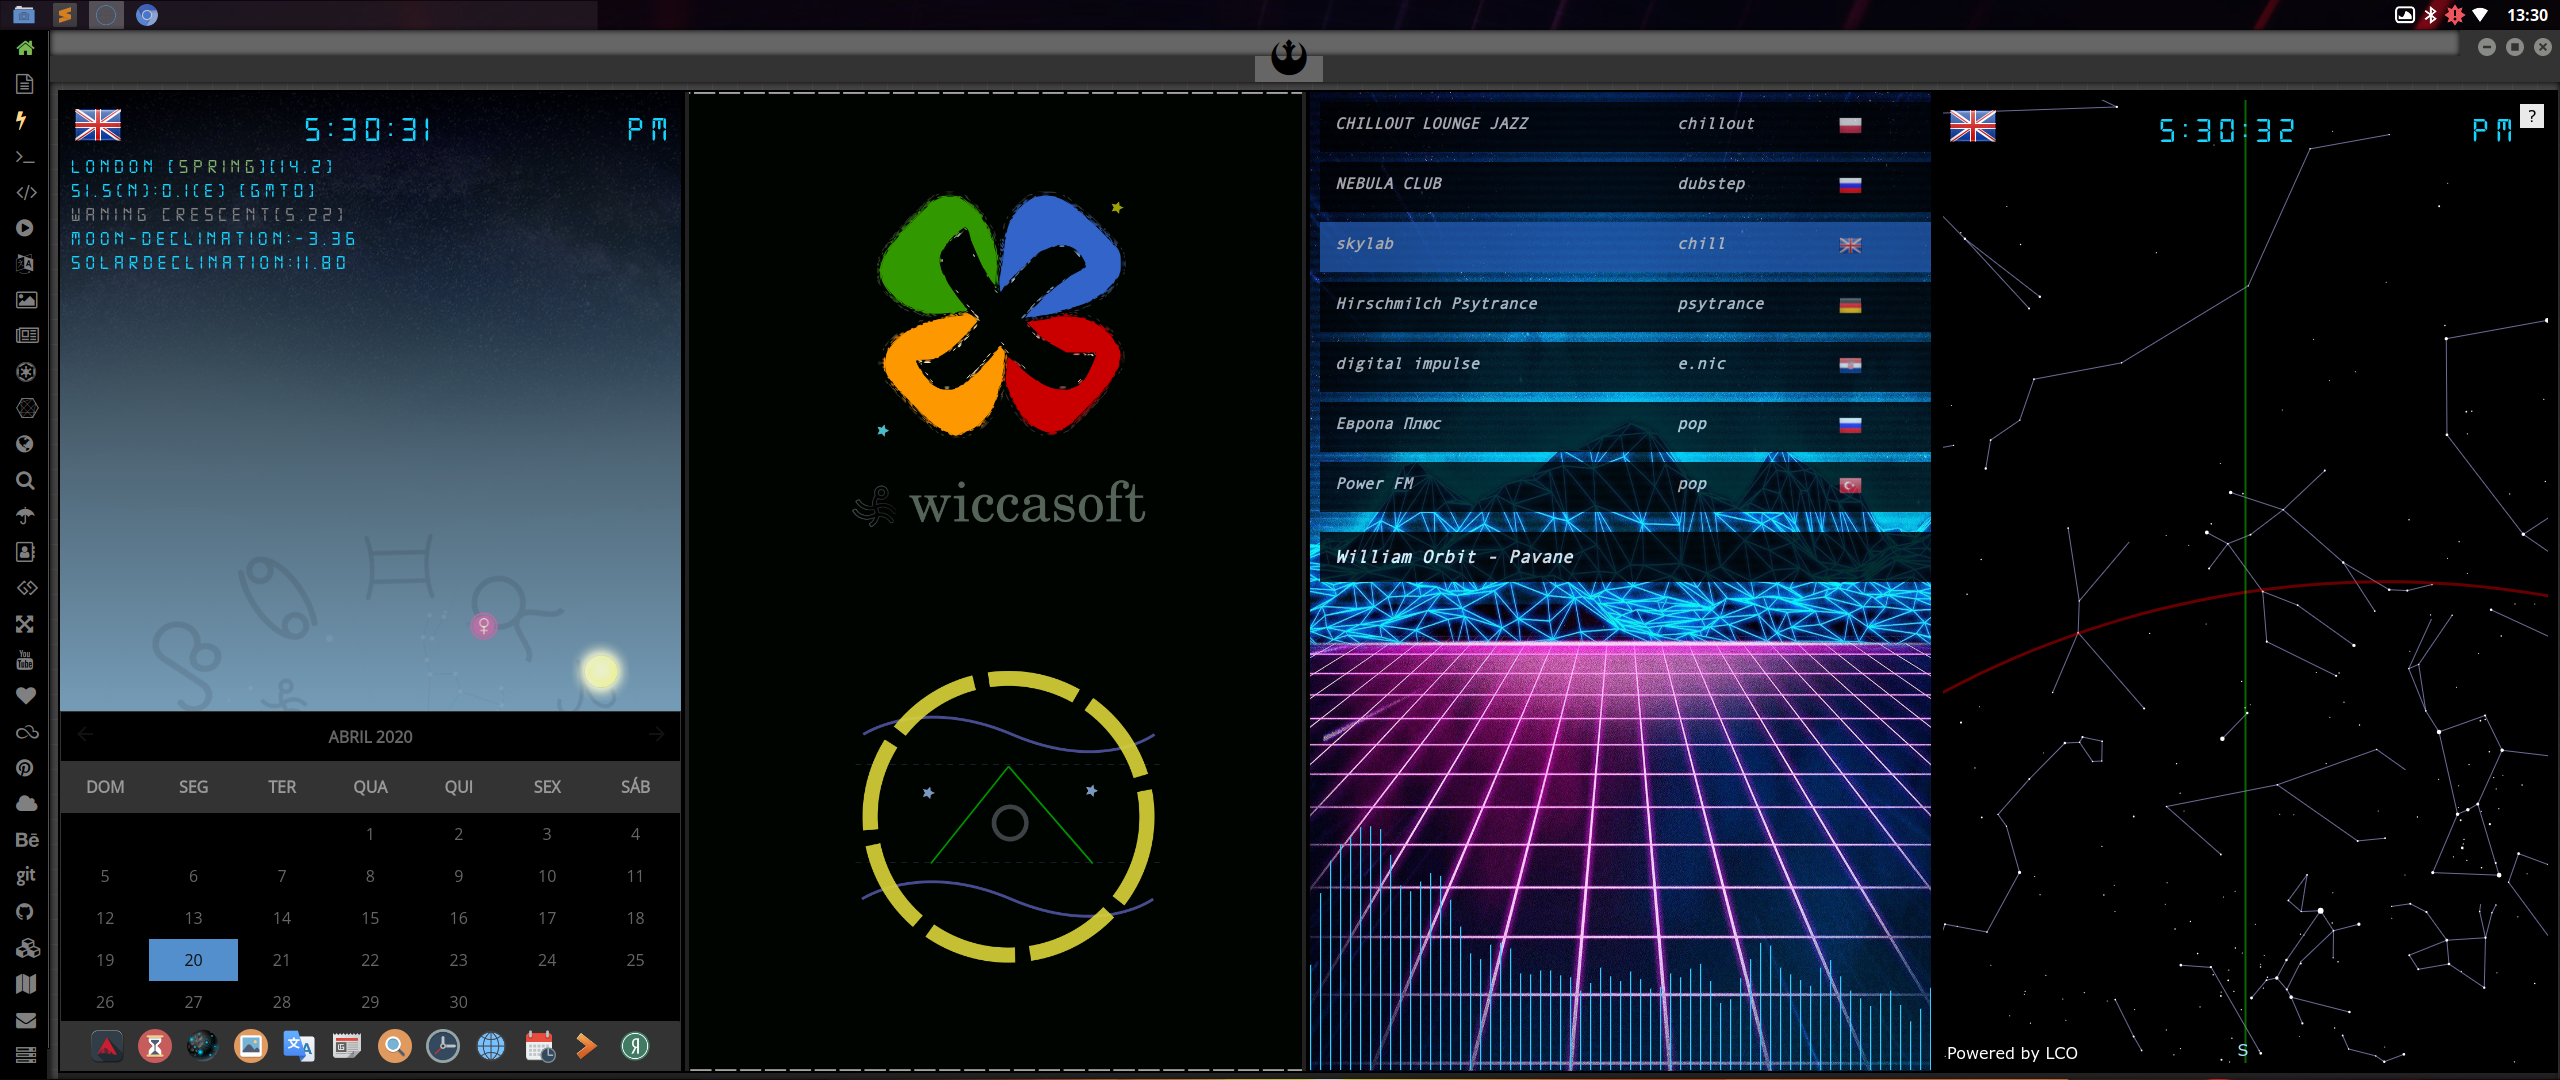 13:30
5:30:31 PM
LONDON [SPRING][14.2]
51.5(N):0.1(E) [GMT0]
WANING CRESCENT[5.22]
MOON-DECLINATION:-3.36
SOLARDECLINATION:11.80
ABRIL 2020
DOM SEG TER QUA QUI SEX SÁB
1 2 3 4
5 6 7 8 9 10 11
12 13 14 15 16 17 18
19 20 21 22 23 24 25
26 27 28 29 30
You Tube
Bē
git
wiccasoft
CHILLOUT LOUNGE JAZZ chillout
NEBULA CLUB dubstep
skylab chill
Hirschmilch Psytrance psytrance
digital impulse e.nic
Европа Плюс pop
Power FM pop
William Orbit - Pavane
5:30:32 PM
?
S
Powered by LCO